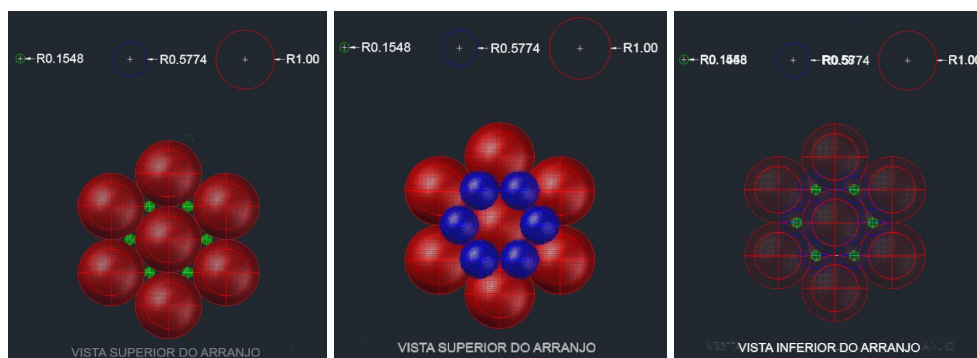 R0.1548 R0.5774 R1.00
VISTA SUPERIOR DO ARRANJO
R0.1548 R0.5774 R1.00
VISTA SUPERIOR DO ARRANJO
R1.00
VISTA INFERIOR DO ARRANJO